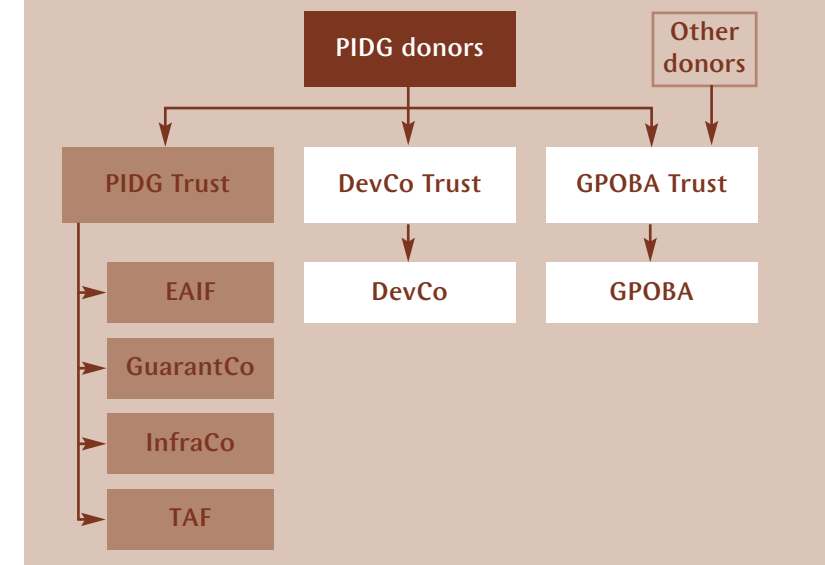 PIDG donors
Other
donors
PIDG Trust
DevCo Trust
GPOBA Trust
EAIF
DevCo
GPOBA
GuarantCo
InfraCo
TAF